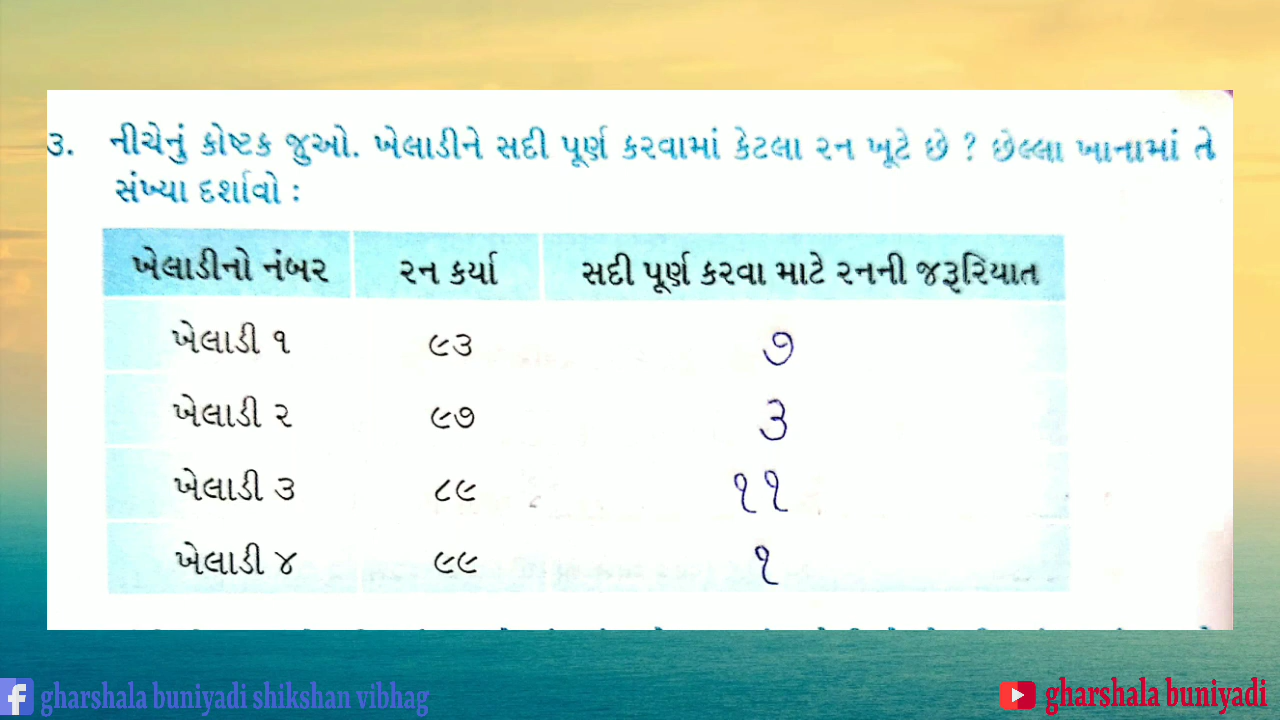 ૩. નીચેનું કોષ્ટક જુઓ. ખેલાડીને સદી પૂર્ણ કરવામાં કેટલા રન ખૂટે છે ? છેલ્લા ખાનામાં તે
સંખ્યા દર્શાવો :
ખેલાડીનો નંબર રન કર્યા સદી પૂર્ણ કરવા માટે રનની જરૂરિયાત
ખેલાડી ૧ ૯૩ ૭
ખેલાડી ૨ ૯૭ ૩
ખેલાડી ૩ ૮૯ ૧૧
ખેલાડી ૪ ૯૯ ૧
gharshala buniyadi shikshan vibhag gharshala buniyadi